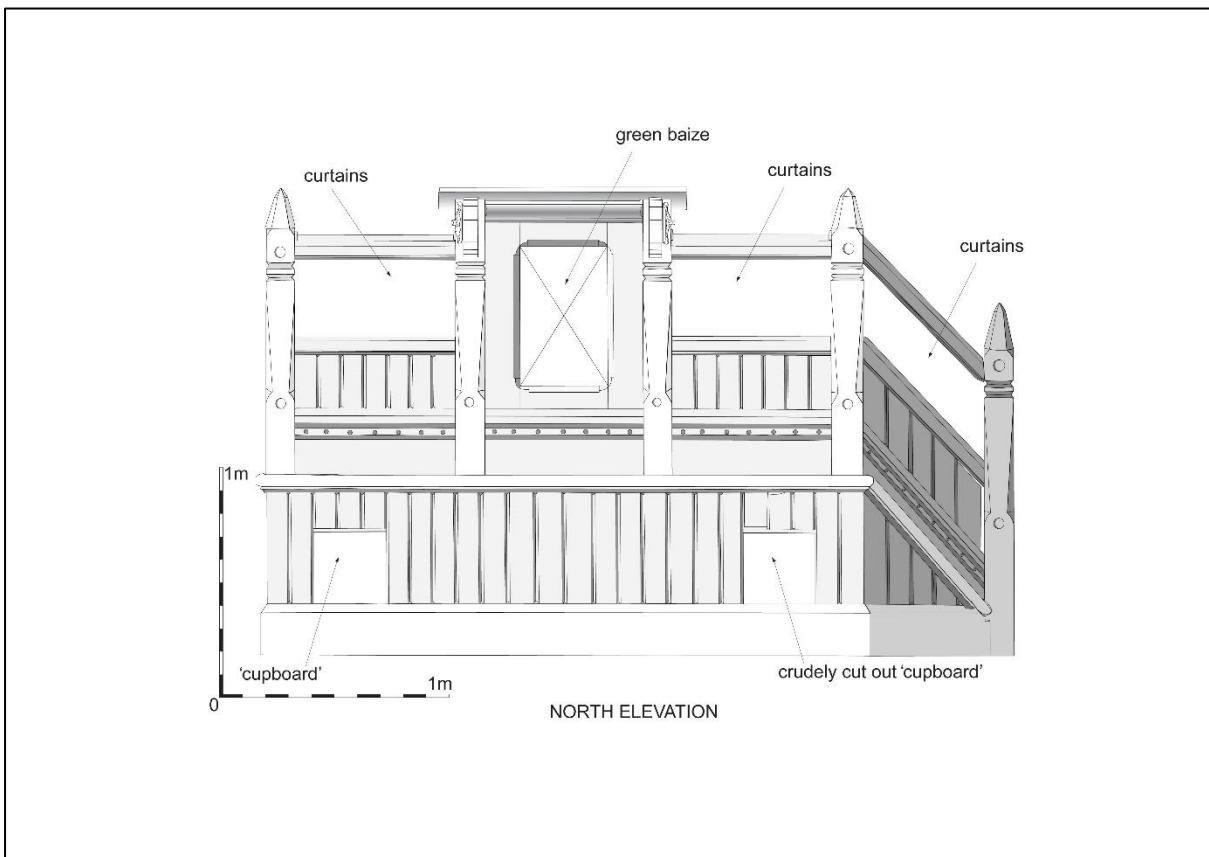 green baize
curtains
curtains
curtains
1m
‘cupboard’
crudely cut out ‘cupboard’
1m
0
NORTH ELEVATION